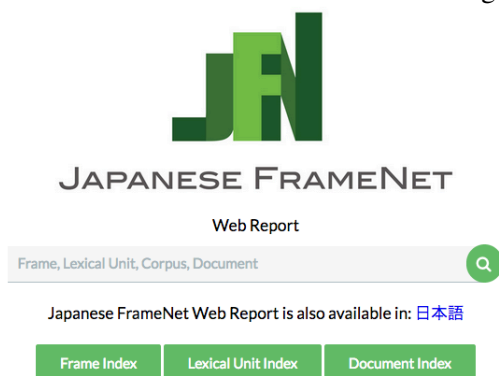 JFN
JAPANESE FRAMENET
Web Report
Frame, Lexical Unit, Corpus, Document
Japanese FrameNet Web Report is also available in: 日本語
Frame Index Lexical Unit Index Document Index